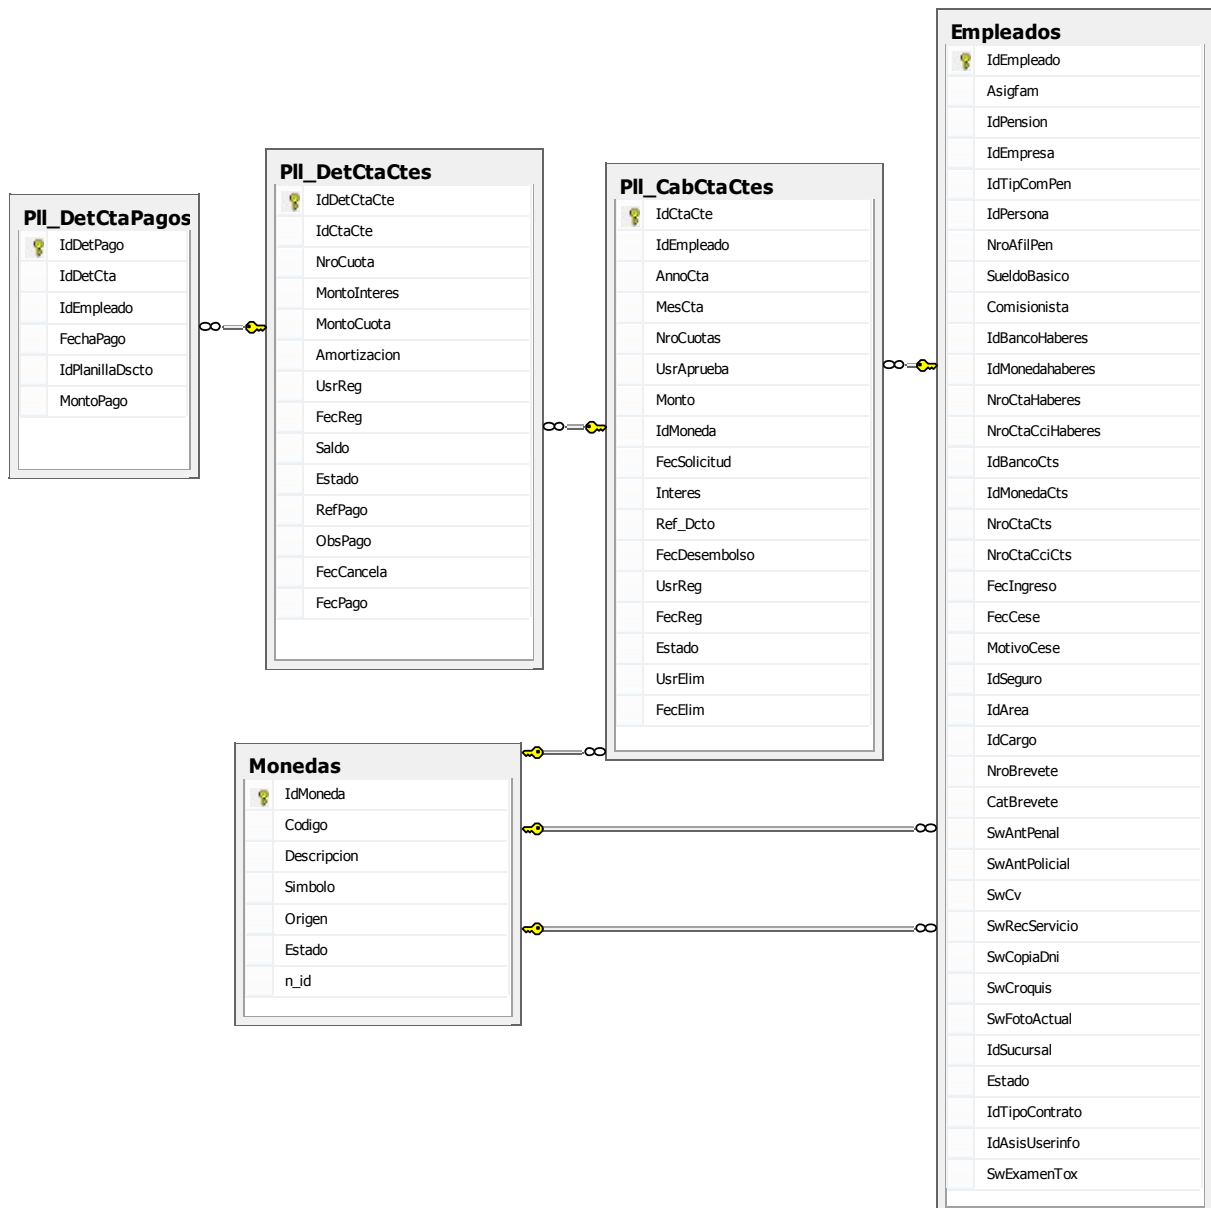 Pll_DetCtaPagos
IdDetPago
IdDetCta
IdEmpleado
FechaPago
IdPlanillaDscto
MontoPago
Pll_DetCtaCtes
IdDetCtaCte
IdCtaCte
NroCuota
MontoInteres
MontoCuota
Amortizacion
UsrReg
FecReg
Saldo
Estado
RefPago
ObsPago
FecCancela
FecPago
Pll_CabCtaCtes
IdCtaCte
IdEmpleado
AnnoCta
MesCta
NroCuotas
UsrAprueba
Monto
IdMoneda
FecSolicitud
Interes
Ref_Dcto
FecDesembolso
UsrReg
FecReg
Estado
UsrElim
FecElim
Monedas
IdMoneda
Codigo
Descripcion
Simbolo
Origen
Estado
n_id
Empleados
IdEmpleado
Asigfam
IdPension
IdEmpresa
IdTipComPen
IdPersona
NroAfilPen
SueldoBasico
Comisionista
IdBancoHaberes
IdMonedahaberes
NroCtaHaberes
NroCtaCciHaberes
IdBancoCts
IdMonedaCts
NroCtaCts
NroCtaCciCts
FecIngreso
FecCese
MotivoCese
IdSeguro
IdArea
IdCargo
NroBrevete
CatBrevete
SwAntPenal
SwAntPolicial
SwCv
SwRecServicio
SwCopiaDni
SwCroquis
SwFotoActual
IdSucursal
Estado
IdTipoContrato
IdAsisUserinfo
SwExamenTox